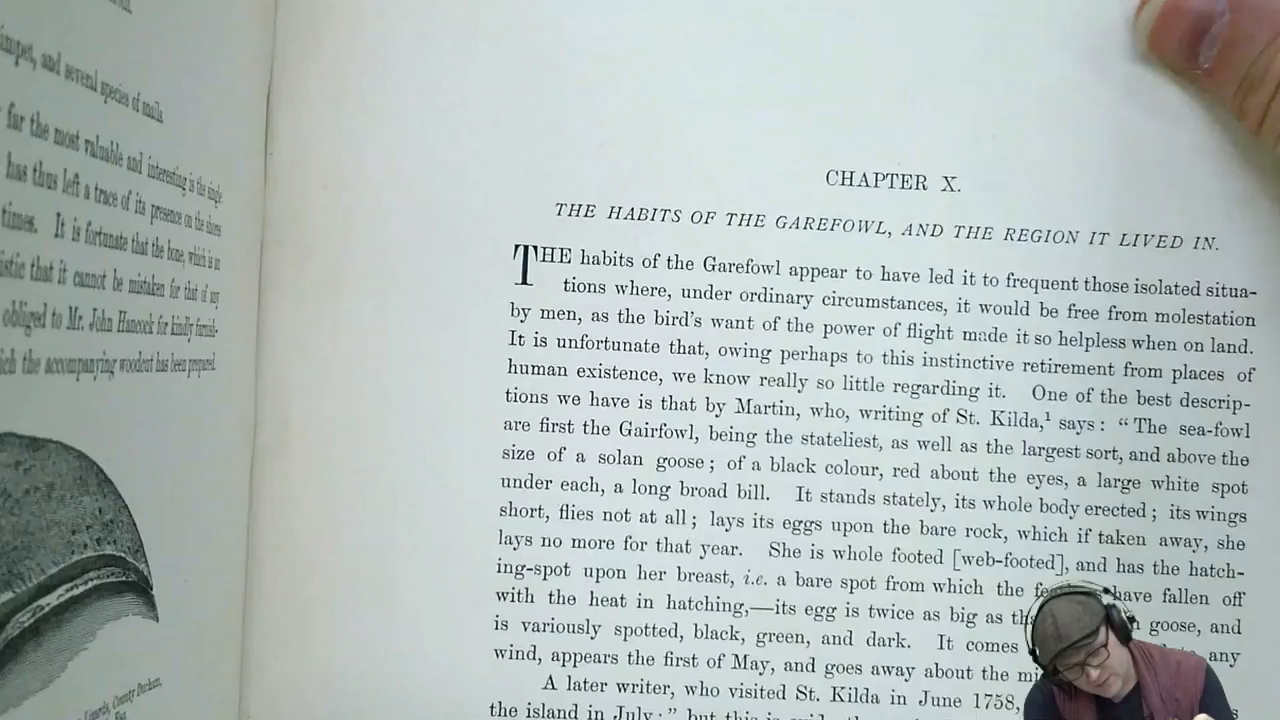 impet, and several species of snails.
far the most valuable and interesting is the single
has thus left a trace of its presence on the shores
times. It is fortunate that the bone, which is an
istic that it cannot be mistaken for that of any
obliged to Mr. John Hancock for kindly furnish-
ich the accompanying woodcut has been prepared.
County Durham,
CHAPTER X.
THE HABITS OF THE GAREFOWL, AND THE REGION IT LIVED IN.
THE habits of the Garefowl appear to have led it to frequent those isolated situa-
tions where, under ordinary circumstances, it would be free from molestation
by men, as the bird's want of the power of flight made it so helpless when on land.
It is unfortunate that, owing perhaps to this instinctive retirement from places of
human existence, we know really so little regarding it. One of the best descrip-
tions we have is that by Martin, who, writing of St. Kilda,¹ says: “The sea-fowl
are first the Gairfowl, being the stateliest, as well as the largest sort, and above the
size of a solan goose; of a black colour, red about the eyes, a large white spot
under each, a long broad bill. It stands stately, its whole body erected; its wings
short, flies not at all; lays its eggs upon the bare rock, which if taken away, she
lays no more for that year. She is whole footed [web-footed], and has the hatch-
ing-spot upon her breast, i.e. a bare spot from which the have fallen off
with the heat in hatching,—its egg is twice as big as goose, and
is variously spotted, black, green, and dark. It comes any
wind, appears the first of May, and goes away about the
A later writer, who visited St. Kilda in June 1758,
the island in July;” but this is